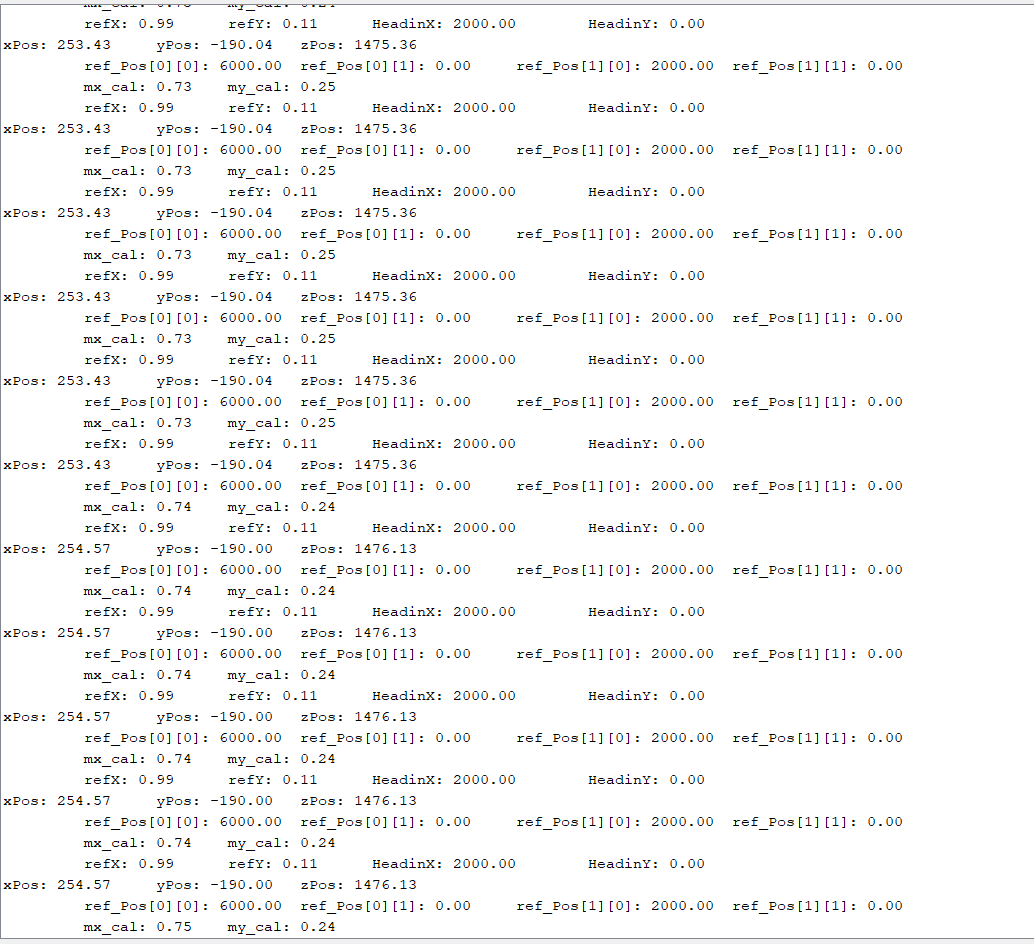 mx_cal: 0.73 my_cal: 0.24
refX: 0.99 refY: 0.11 HeadinX: 2000.00 HeadinY: 0.00
xPos: 253.43 yPos: -190.04 zPos: 1475.36
ref_Pos[0][0]: 6000.00 ref_Pos[0][1]: 0.00 ref_Pos[1][0]: 2000.00 ref_Pos[1][1]: 0.00
mx_cal: 0.73 my_cal: 0.25
refX: 0.99 refY: 0.11 HeadinX: 2000.00 HeadinY: 0.00
xPos: 253.43 yPos: -190.04 zPos: 1475.36
ref_Pos[0][0]: 6000.00 ref_Pos[0][1]: 0.00 ref_Pos[1][0]: 2000.00 ref_Pos[1][1]: 0.00
mx_cal: 0.73 my_cal: 0.25
refX: 0.99 refY: 0.11 HeadinX: 2000.00 HeadinY: 0.00
xPos: 253.43 yPos: -190.04 zPos: 1475.36
ref_Pos[0][0]: 6000.00 ref_Pos[0][1]: 0.00 ref_Pos[1][0]: 2000.00 ref_Pos[1][1]: 0.00
mx_cal: 0.73 my_cal: 0.25
refX: 0.99 refY: 0.11 HeadinX: 2000.00 HeadinY: 0.00
xPos: 253.43 yPos: -190.04 zPos: 1475.36
ref_Pos[0][0]: 6000.00 ref_Pos[0][1]: 0.00 ref_Pos[1][0]: 2000.00 ref_Pos[1][1]: 0.00
mx_cal: 0.73 my_cal: 0.25
refX: 0.99 refY: 0.11 HeadinX: 2000.00 HeadinY: 0.00
xPos: 253.43 yPos: -190.04 zPos: 1475.36
ref_Pos[0][0]: 6000.00 ref_Pos[0][1]: 0.00 ref_Pos[1][0]: 2000.00 ref_Pos[1][1]: 0.00
mx_cal: 0.73 my_cal: 0.25
refX: 0.99 refY: 0.11 HeadinX: 2000.00 HeadinY: 0.00
xPos: 253.43 yPos: -190.04 zPos: 1475.36
ref_Pos[0][0]: 6000.00 ref_Pos[0][1]: 0.00 ref_Pos[1][0]: 2000.00 ref_Pos[1][1]: 0.00
mx_cal: 0.74 my_cal: 0.24
refX: 0.99 refY: 0.11 HeadinX: 2000.00 HeadinY: 0.00
xPos: 254.57 yPos: -190.00 zPos: 1476.13
ref_Pos[0][0]: 6000.00 ref_Pos[0][1]: 0.00 ref_Pos[1][0]: 2000.00 ref_Pos[1][1]: 0.00
mx_cal: 0.74 my_cal: 0.24
refX: 0.99 refY: 0.11 HeadinX: 2000.00 HeadinY: 0.00
xPos: 254.57 yPos: -190.00 zPos: 1476.13
ref_Pos[0][0]: 6000.00 ref_Pos[0][1]: 0.00 ref_Pos[1][0]: 2000.00 ref_Pos[1][1]: 0.00
mx_cal: 0.74 my_cal: 0.24
refX: 0.99 refY: 0.11 HeadinX: 2000.00 HeadinY: 0.00
xPos: 254.57 yPos: -190.00 zPos: 1476.13
ref_Pos[0][0]: 6000.00 ref_Pos[0][1]: 0.00 ref_Pos[1][0]: 2000.00 ref_Pos[1][1]: 0.00
mx_cal: 0.74 my_cal: 0.24
refX: 0.99 refY: 0.11 HeadinX: 2000.00 HeadinY: 0.00
xPos: 254.57 yPos: -190.00 zPos: 1476.13
ref_Pos[0][0]: 6000.00 ref_Pos[0][1]: 0.00 ref_Pos[1][0]: 2000.00 ref_Pos[1][1]: 0.00
mx_cal: 0.74 my_cal: 0.24
refX: 0.99 refY: 0.11 HeadinX: 2000.00 HeadinY: 0.00
xPos: 254.57 yPos: -190.00 zPos: 1476.13
ref_Pos[0][0]: 6000.00 ref_Pos[0][1]: 0.00 ref_Pos[1][0]: 2000.00 ref_Pos[1][1]: 0.00
mx_cal: 0.75 my_cal: 0.24